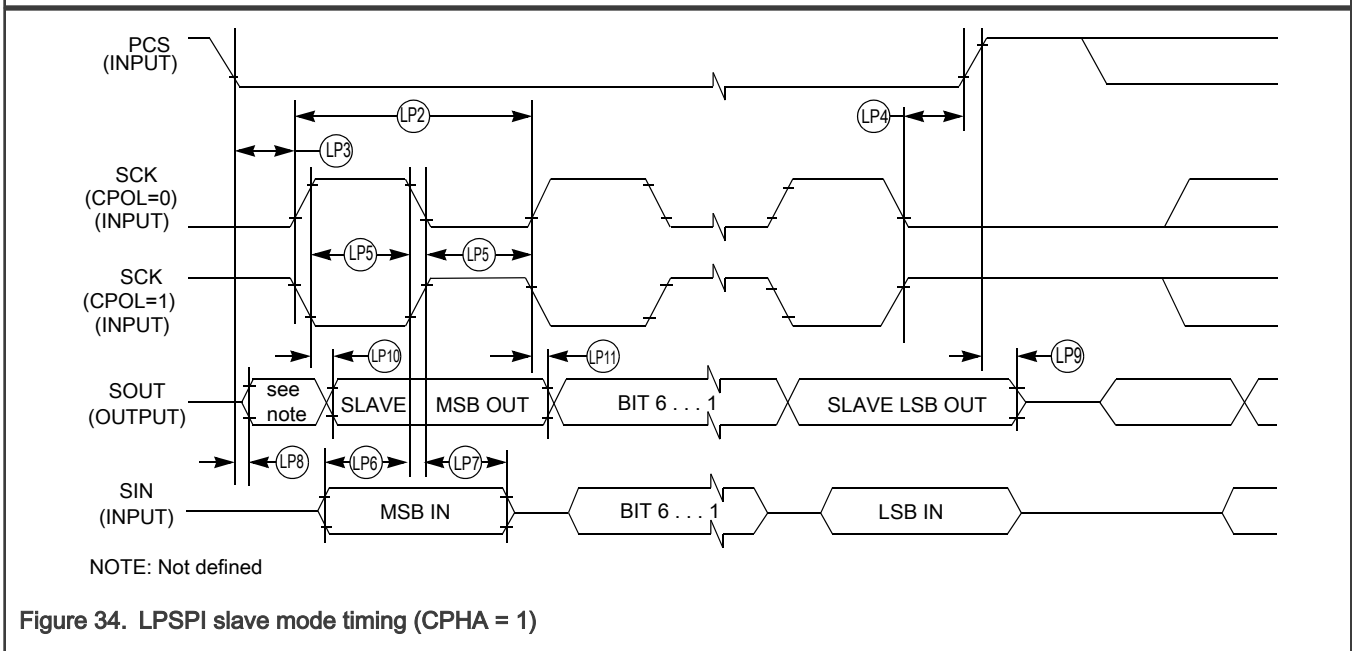 PCS
(INPUT)
LP2
LP4
LP3
SCK
(CPOL=0)
(INPUT)
LP5
LP5
SCK
(CPOL=1)
(INPUT)
LP10
LP11
LP9
SOUT
(OUTPUT)
see
note
SLAVE
MSB OUT
BIT 6 . . . 1
SLAVE LSB OUT
LP8
LP6
LP7
SIN
(INPUT)
MSB IN
BIT 6 . . . 1
LSB IN
NOTE: Not defined
Figure 34. LPSPI slave mode timing (CPHA = 1)